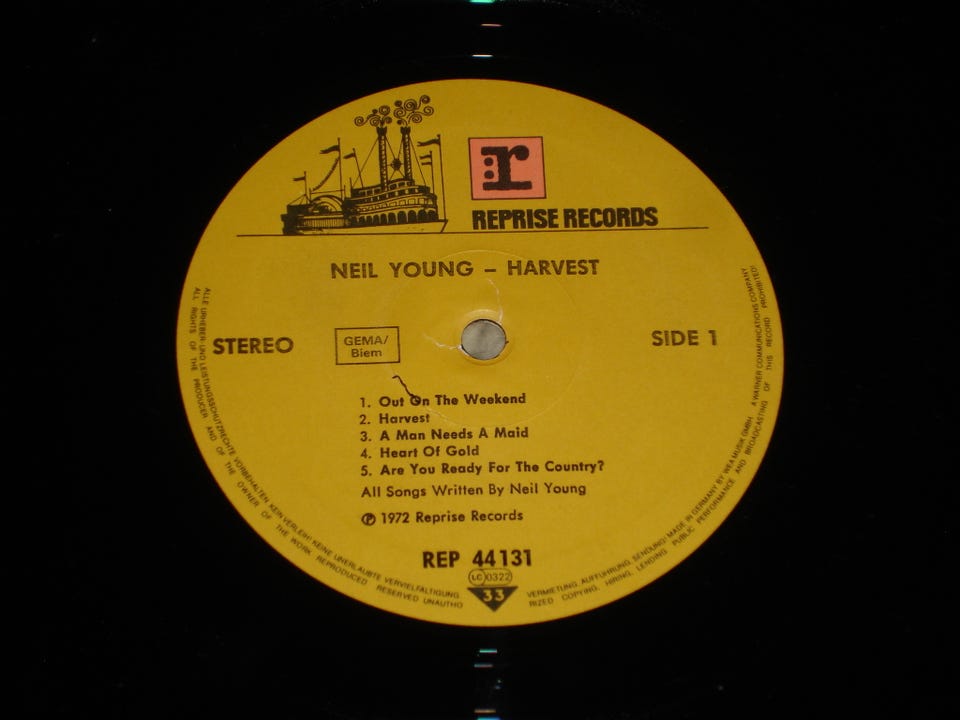 r
REPRISE RECORDS
NEIL YOUNG – HARVEST
STEREO
GEMA/
Biem
SIDE 1
1. Out On The Weekend
2. Harvest
3. A Man Needs A Maid
4. Heart Of Gold
5. Are You Ready For The Country?
All Songs Written By Neil Young
Ⓟ 1972 Reprise Records
REP 44131
LC 0322
33
ALLE URHEBER- UND LEISTUNGSSCHUTZRECHTE VORBEHALTEN. KEIN VERLEIH! KEINE UNERLAUBTE VERVIELFÄLTIGUNG
VERMIETUNG, AUFFÜHRUNG, SENDUNG! MADE IN GERMANY BY WEA MUSIK GMBH. A WARNER COMMUNICATIONS COMPANY
ALL RIGHTS OF THE PRODUCER AND OF THE OWNER OF THE WORK REPRODUCED RESERVED UNAUTHO
RIZED COPYING, HIRING, LENDING PUBLIC PERFORMANCE AND BROADCASTING OF THIS RECORD PROHIBITED!